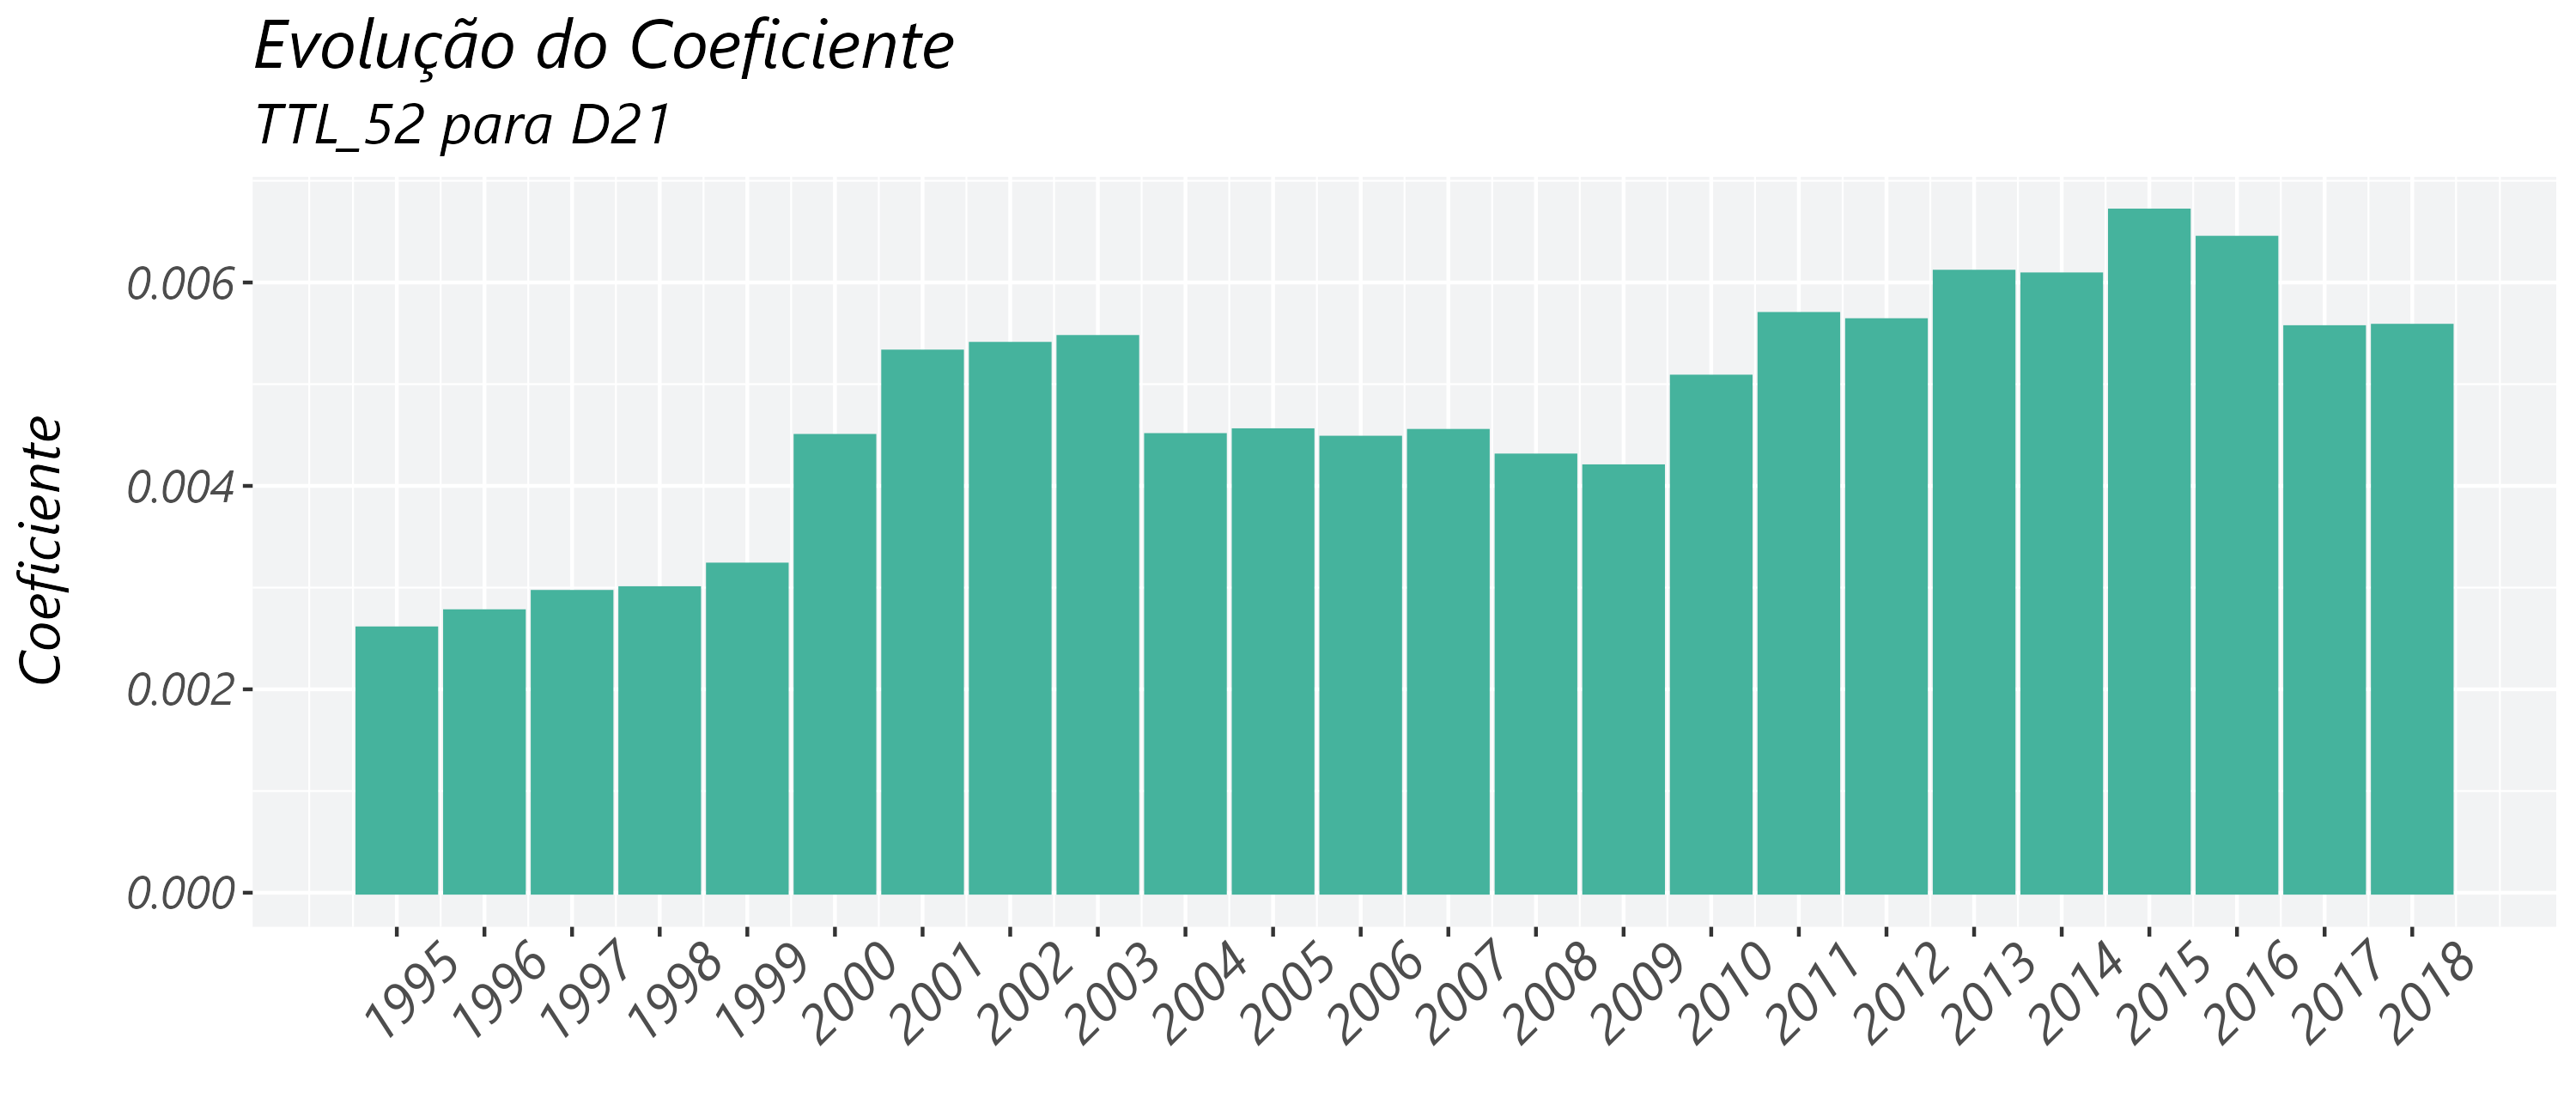 Evolução do Coeficiente
TTL_52 para D21
Coeficiente
0.006
0.004
0.002
0.000
1995 1996 1997 1998 1999 2000 2001 2002 2003 2004 2005 2006 2007 2008 2009 2010 2011 2012 2013 2014 2015 2016 2017 2018